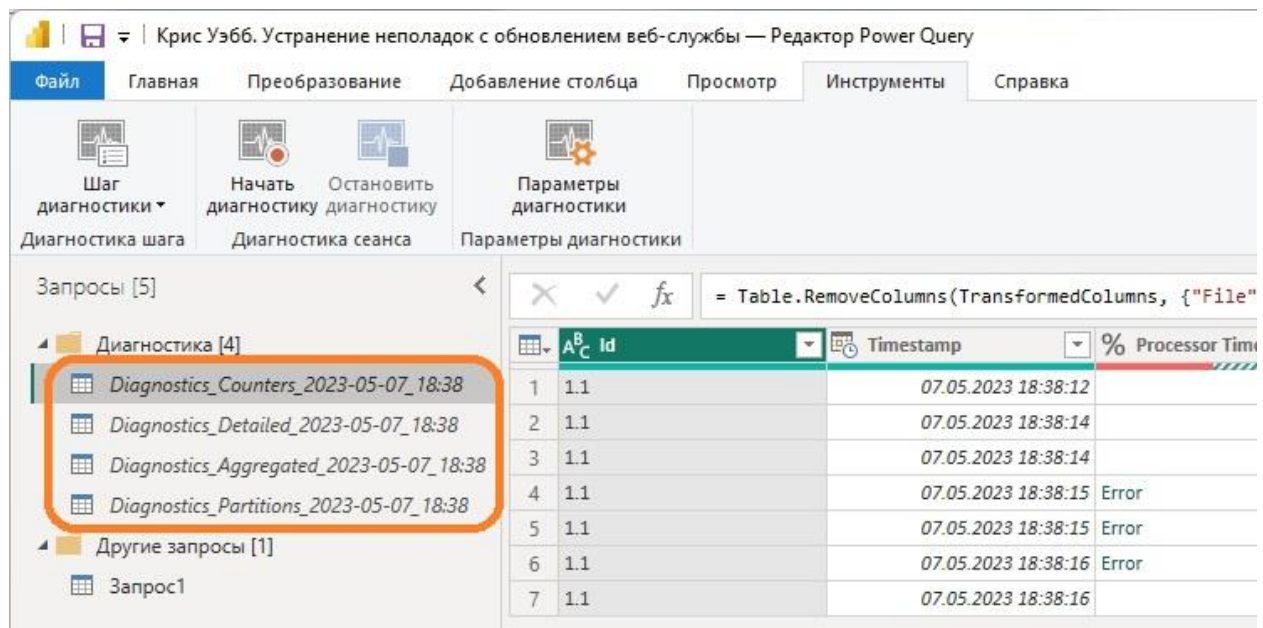 Крис Уэбб. Устранение неполадок с обновлением веб-службы — Редактор Power Query
Файл Главная Преобразование Добавление столбца Просмотр Инструменты Справка
Шаг диагностики
Начать диагностику
Остановить диагностику
Параметры диагностики
Диагностика шага Диагностика сеанса Параметры диагностики
Запросы [5]
fx = Table.RemoveColumns(TransformedColumns, {"File"
Диагностика [4]
Diagnostics_Counters_2023-05-07_18:38
Diagnostics_Detailed_2023-05-07_18:38
Diagnostics_Aggregated_2023-05-07_18:38
Diagnostics_Partitions_2023-05-07_18:38
Другие запросы [1]
Запрос1
ABC Id Timestamp % Processor Time
1 1.1 07.05.2023 18:38:12
2 1.1 07.05.2023 18:38:14
3 1.1 07.05.2023 18:38:14
4 1.1 07.05.2023 18:38:15 Error
5 1.1 07.05.2023 18:38:15 Error
6 1.1 07.05.2023 18:38:16 Error
7 1.1 07.05.2023 18:38:16